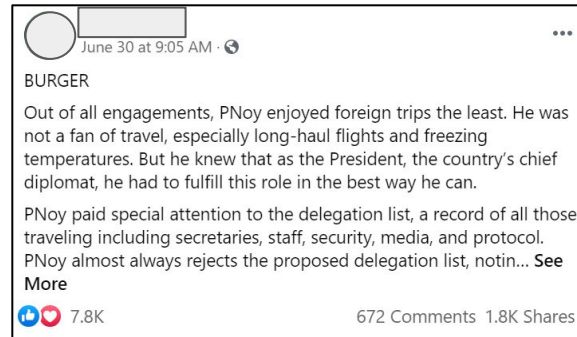 June 30 at 9:05 AM ·
BURGER
Out of all engagements, PNoy enjoyed foreign trips the least. He was
not a fan of travel, especially long-haul flights and freezing
temperatures. But he knew that as the President, the country's chief
diplomat, he had to fulfill this role in the best way he can.
PNoy paid special attention to the delegation list, a record of all those
traveling including secretaries, staff, security, media, and protocol.
PNoy almost always rejects the proposed delegation list, notin... See
More
7.8K 672 Comments 1.8K Shares